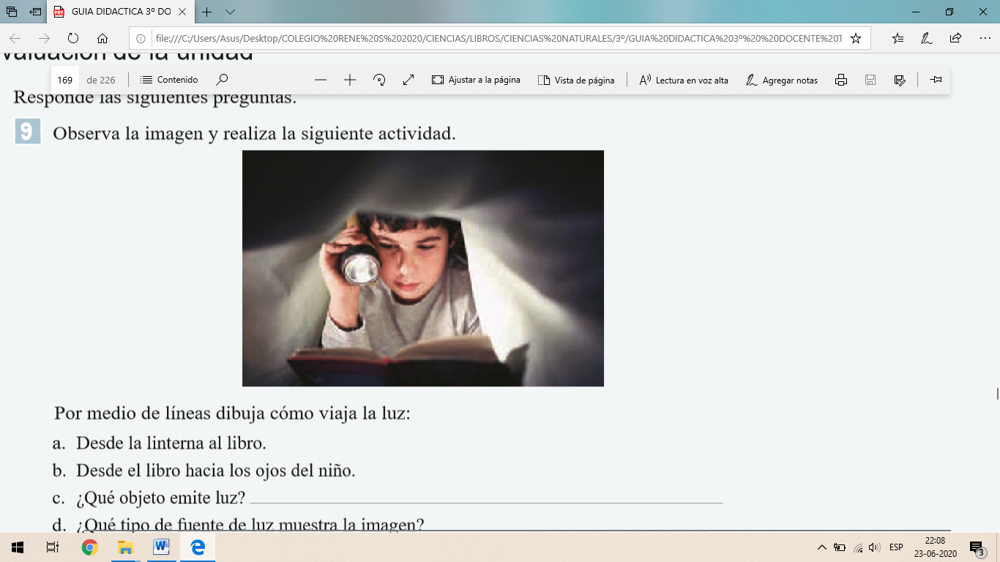 GUIA DIDACTICA 3º DO
file:///C:/Users/Asus/Desktop/COLEGIO%20RENE%20S%202020/CIENCIAS/LIBROS/CIENCIAS%20NATURALES/3º/GUIA%20DIDACTICA%203º%20%20DOCENTE%20T
valuación de la unidad
169 de 226 Contenido Ajustar a la página Vista de página Lectura en voz alta Agregar notas
Responde las siguientes preguntas.
9 Observa la imagen y realiza la siguiente actividad.
Por medio de líneas dibuja cómo viaja la luz:
a. Desde la linterna al libro.
b. Desde el libro hacia los ojos del niño.
c. ¿Qué objeto emite luz?
d. ¿Qué tipo de fuente de luz muestra la imagen?
ESP
22:08
23-06-2020
3